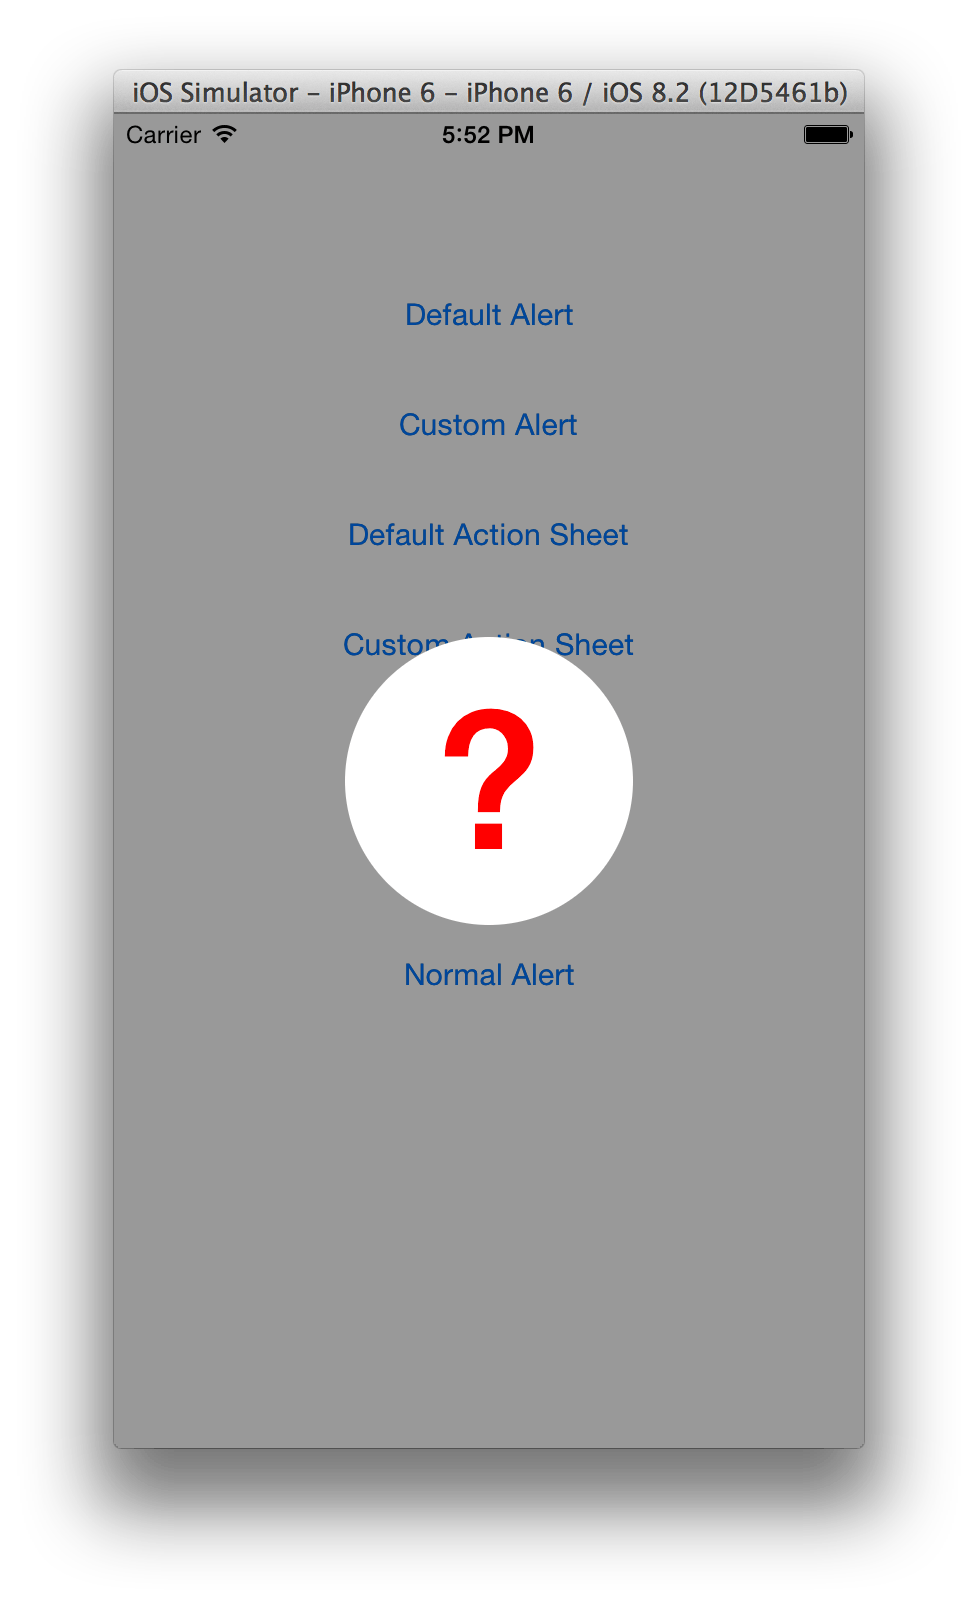 iOS Simulator – iPhone 6 – iPhone 6 / iOS 8.2 (12D5461b)
Carrier 5:52 PM
Default Alert
Custom Alert
Default Action Sheet
Custom Action Sheet
?
Normal Alert